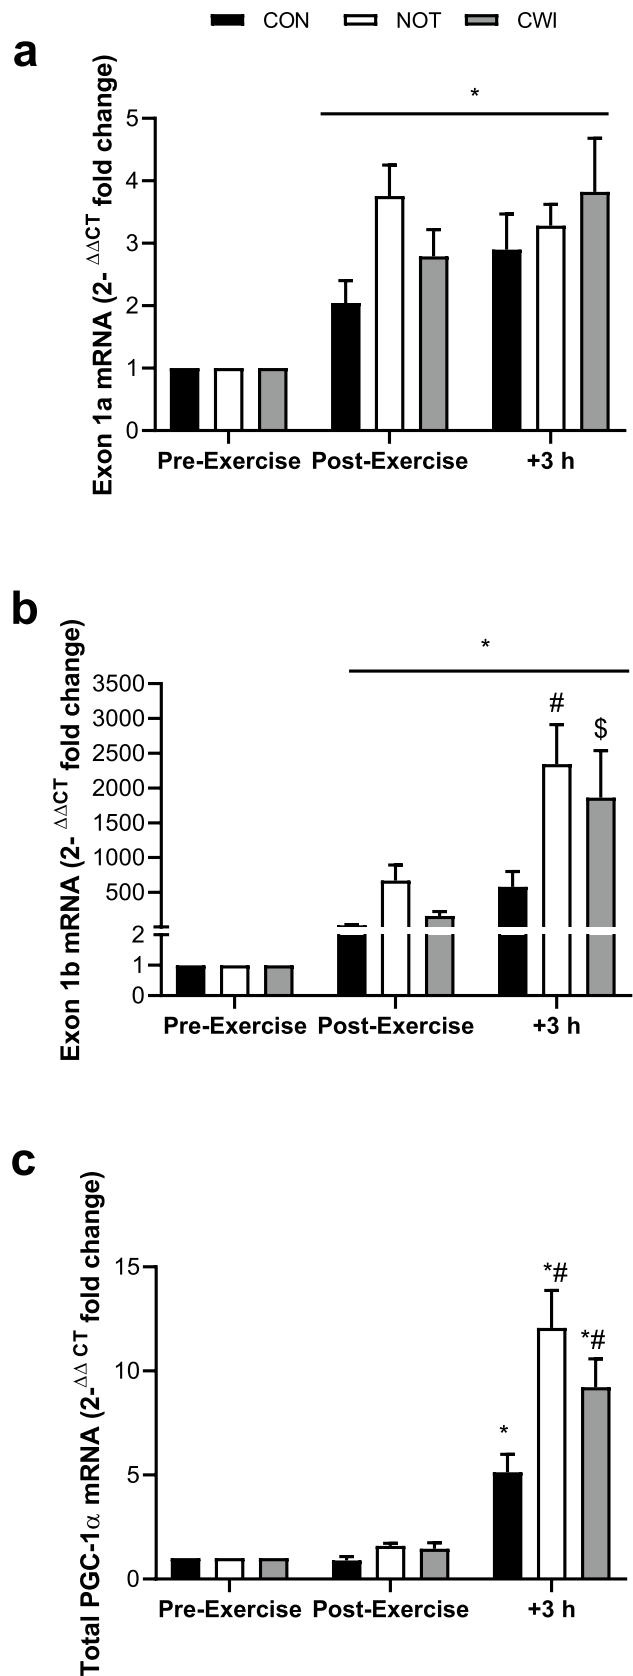 CON NOT CWI
a
Exon 1a mRNA (2- ΔΔCT fold change)
*
5
4
3
2
1
0
Pre-Exercise Post-Exercise +3 h
b
Exon 1b mRNA (2- ΔΔCT fold change)
*
# $
3500
3000
2500
2000
1500
1000
500
2
1
0
Pre-Exercise Post-Exercise +3 h
c
Total PGC-1α mRNA (2-ΔΔ CT fold change)
*# *# *
15
10
5
0
Pre-Exercise Post-Exercise +3 h